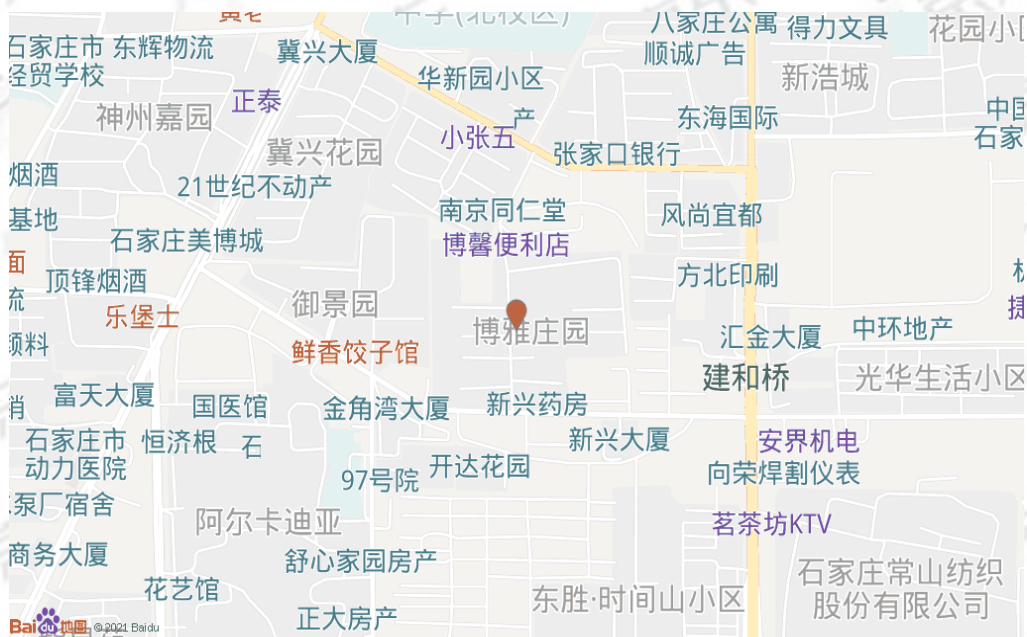 八家庄公寓
得力文具
花园小
石家庄市
经贸学校
东辉物流
冀兴大厦
顺诚广告
华新园小区
新浩城
正泰
神州嘉园
产
东海国际
小张五
冀兴花园
张家口银行
烟酒
21世纪不动产
基地
南京同仁堂
风尚宜都
石家庄美博城
博馨便利店
面
顶锋烟酒
方北印刷
流
御景园
乐堡士
博雅庄园
汇金大厦
中环地产
捷
颜料
鲜香饺子馆
建和桥
光华生活小区
富天大厦
销
国医馆
金角湾大厦
新兴药房
石家庄市
动力医院
恒济根
石
新兴大厦
安界机电
97号院
开达花园
向荣焊割仪表
泵厂宿舍
阿尔卡迪亚
茗茶坊KTV
商务大厦
舒心家园房产
花艺馆
东胜·时间山小区
石家庄常山纺织
股份有限公司
正大房产
Bai du 地图 © 2021 Baidu